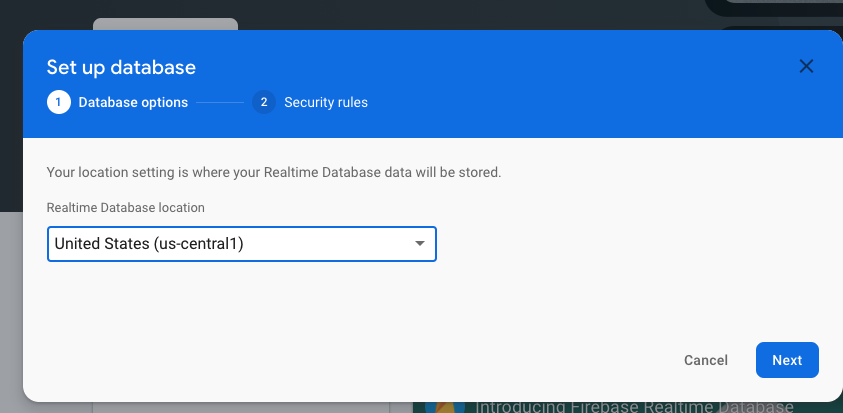 Set up database
1 Database options 2 Security rules
Your location setting is where your Realtime Database data will be stored.
Realtime Database location
United States (us-central1)
Cancel Next
Introducing Firebase Realtime Database